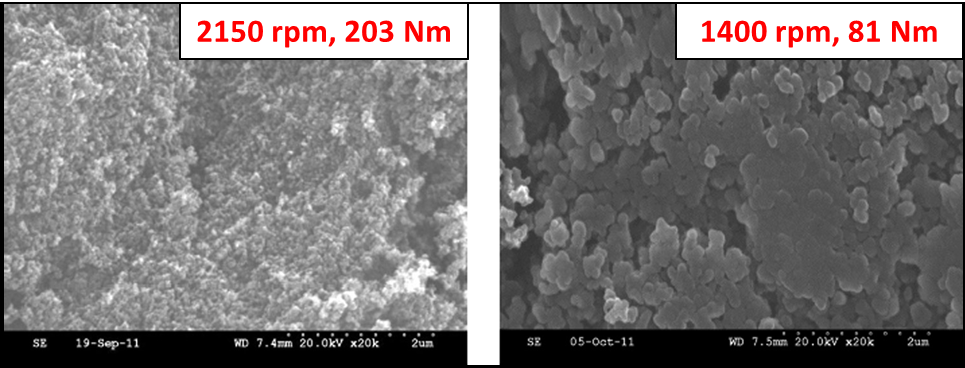 2150 rpm, 203 Nm
SE 19-Sep-11 WD 7.4mm 20.0kV x20k 2um
1400 rpm, 81 Nm
SE 05-Oct-11 WD 7.5mm 20.0kV x20k 2um